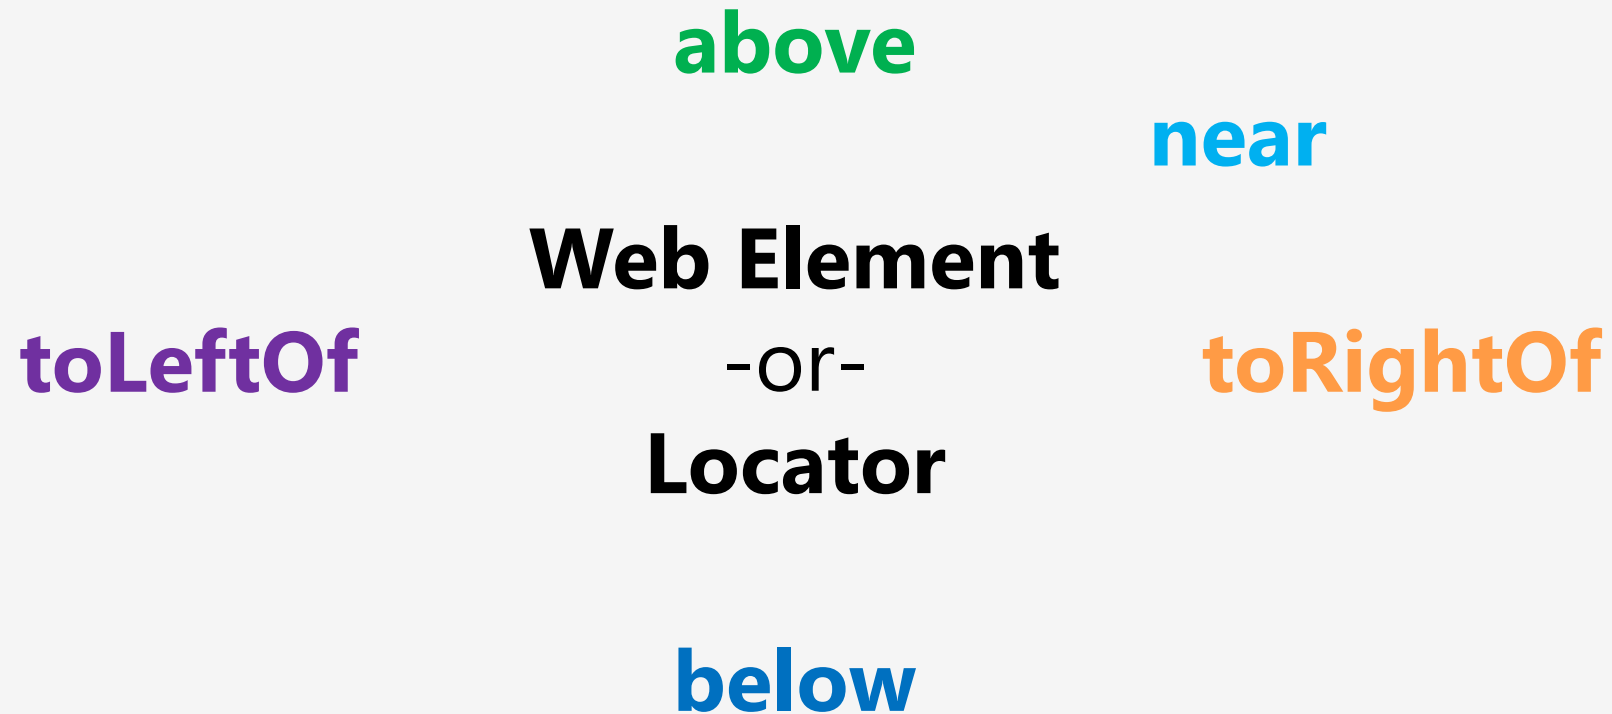 above
near
Web Element
toLeftOf
-or-
toRightOf
Locator
below